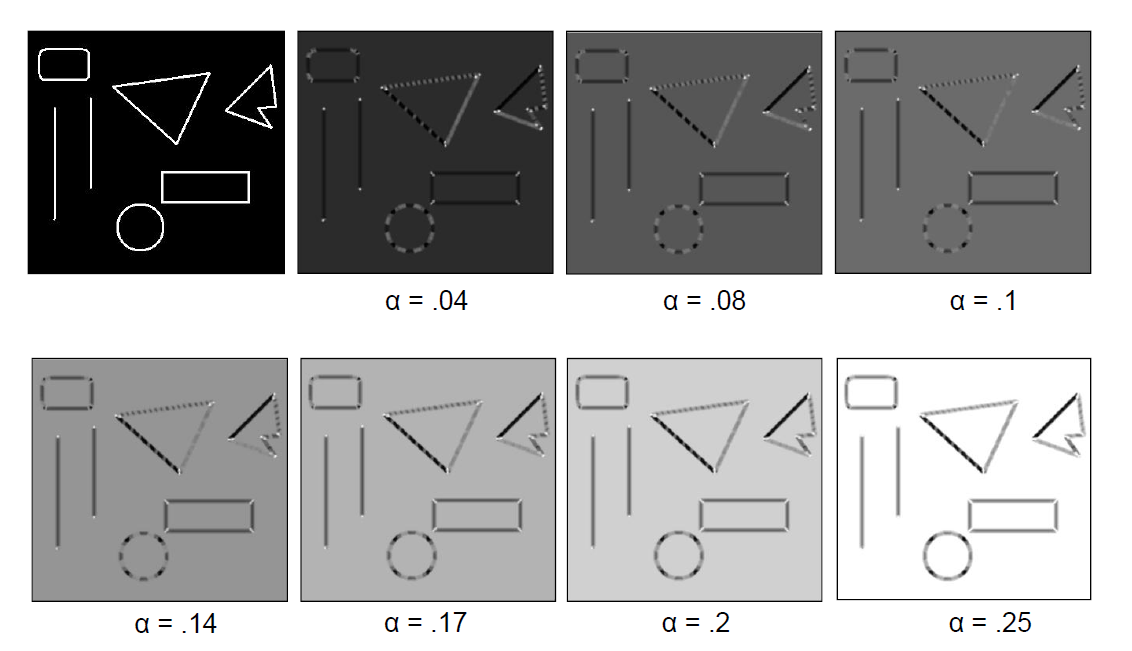 α = .04
α = .08
α = .1
α = .14
α = .17
α = .2
α = .25